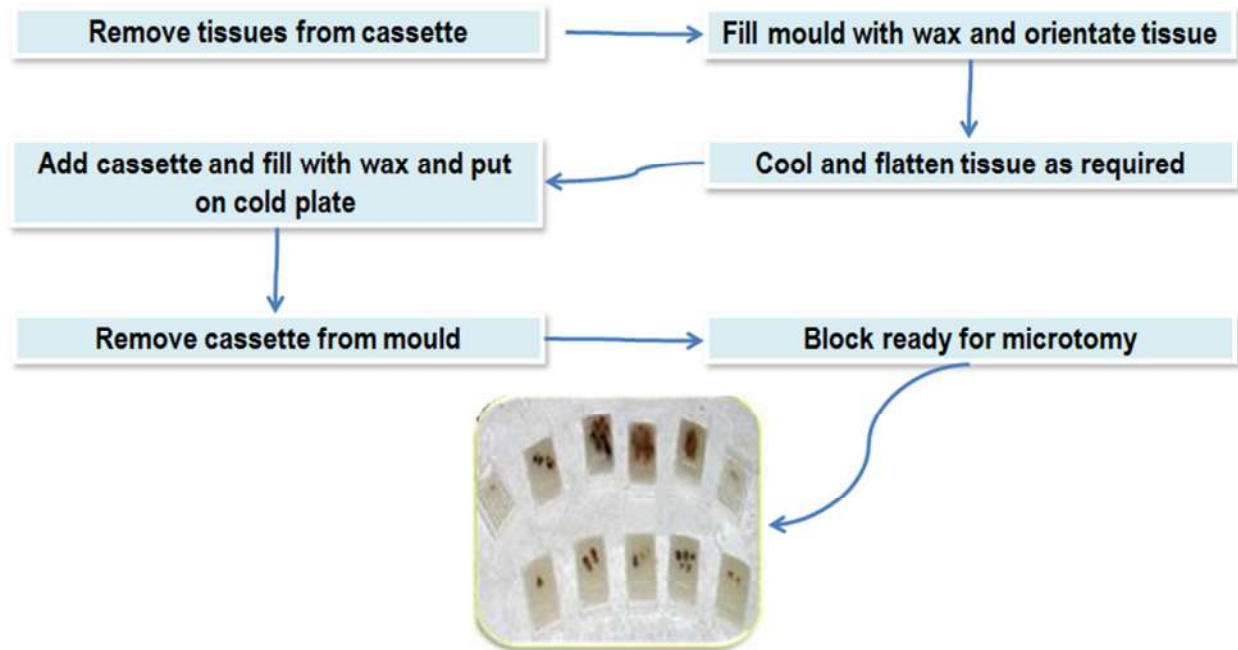 Remove tissues from cassette
Fill mould with wax and orientate tissue
Cool and flatten tissue as required
Add cassette and fill with wax and put
on cold plate
Remove cassette from mould
Block ready for microtomy